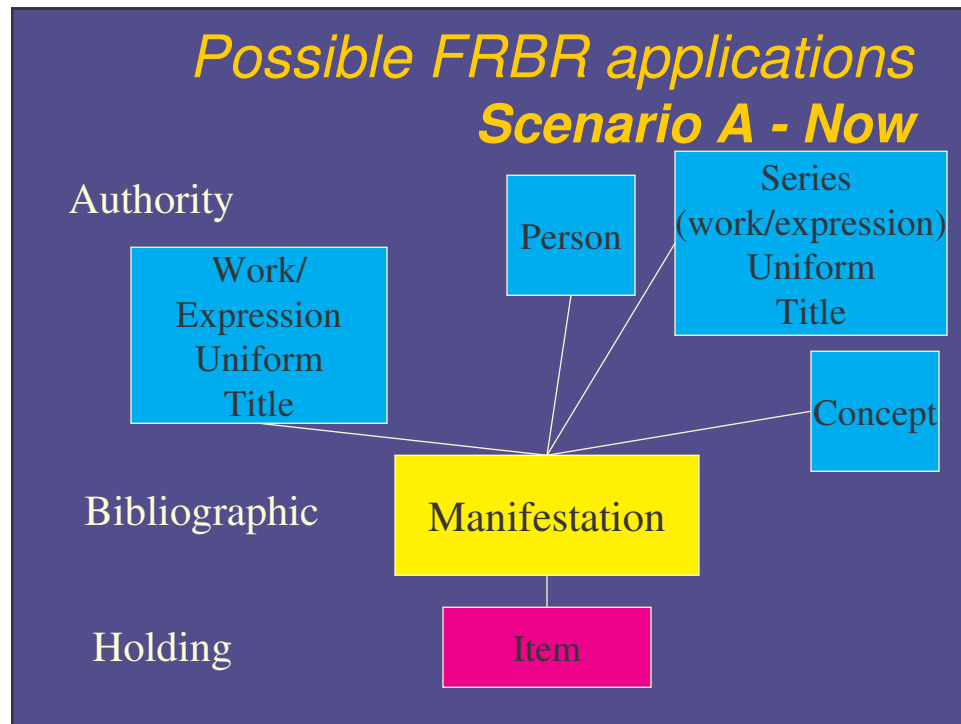 Possible FRBR applications
Scenario A - Now
Authority
Work/
Expression
Uniform
Title
Person
Series
(work/expression)
Uniform
Title
Concept
Bibliographic
Manifestation
Holding
Item